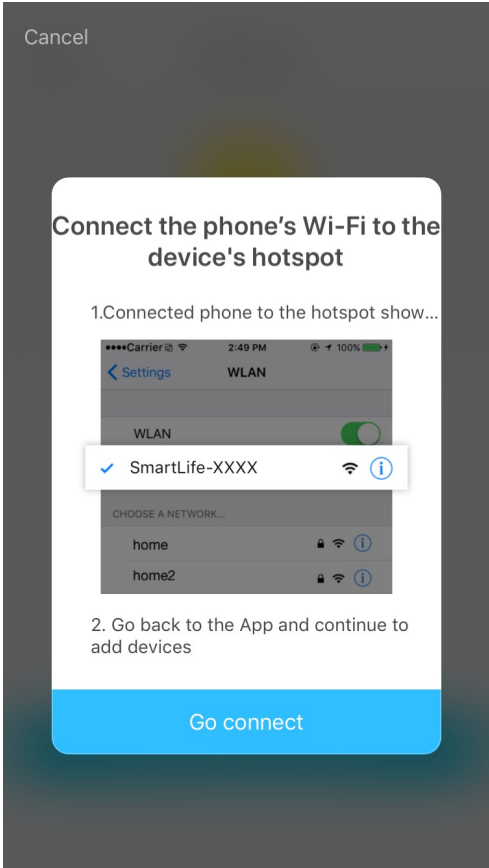 Cancel
Connect the phone’s Wi-Fi to the
device's hotspot
1.Connected phone to the hotspot show...
Carrier 2:49 PM 100%
Settings WLAN
WLAN
SmartLife-XXXX
CHOOSE A NETWORK...
home
home2
2. Go back to the App and continue to
add devices
Go connect